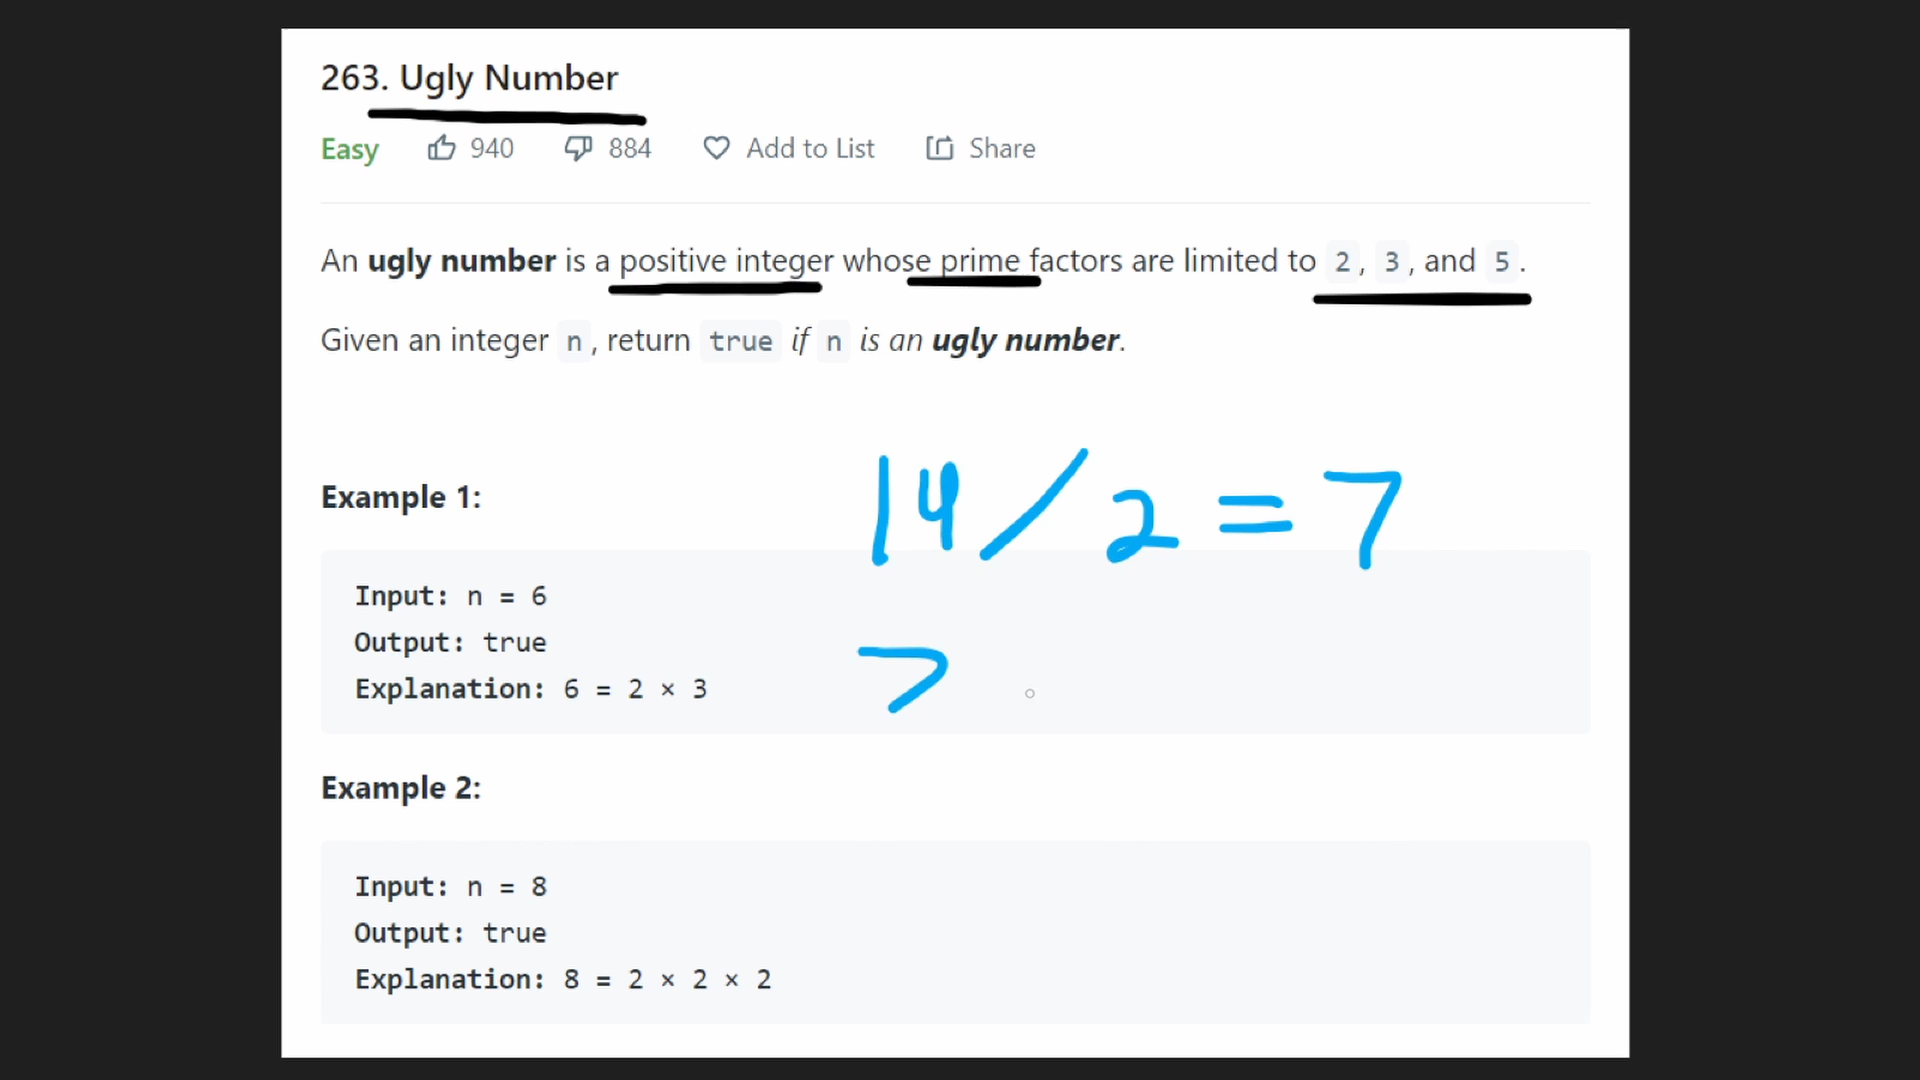 263. Ugly Number
Easy 940 884 Add to List Share
An ugly number is a positive integer whose prime factors are limited to 2, 3, and 5.
Given an integer n, return true if n is an ugly number.
14/2=7
Example 1:
Input: n = 6
Output: true
Explanation: 6 = 2 × 3
7
Example 2:
Input: n = 8
Output: true
Explanation: 8 = 2 × 2 × 2